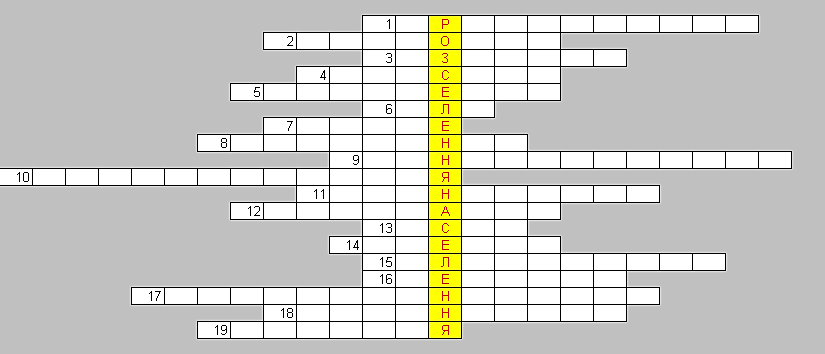 1 Р
2 О
3 З
4 С
5 Е
6 Л
7 Е
8 Н
9 Н
10 Я
11 Н
12 А
13 С
14 Е
15 Л
16 Е
17 Н
18 Н
19 Я